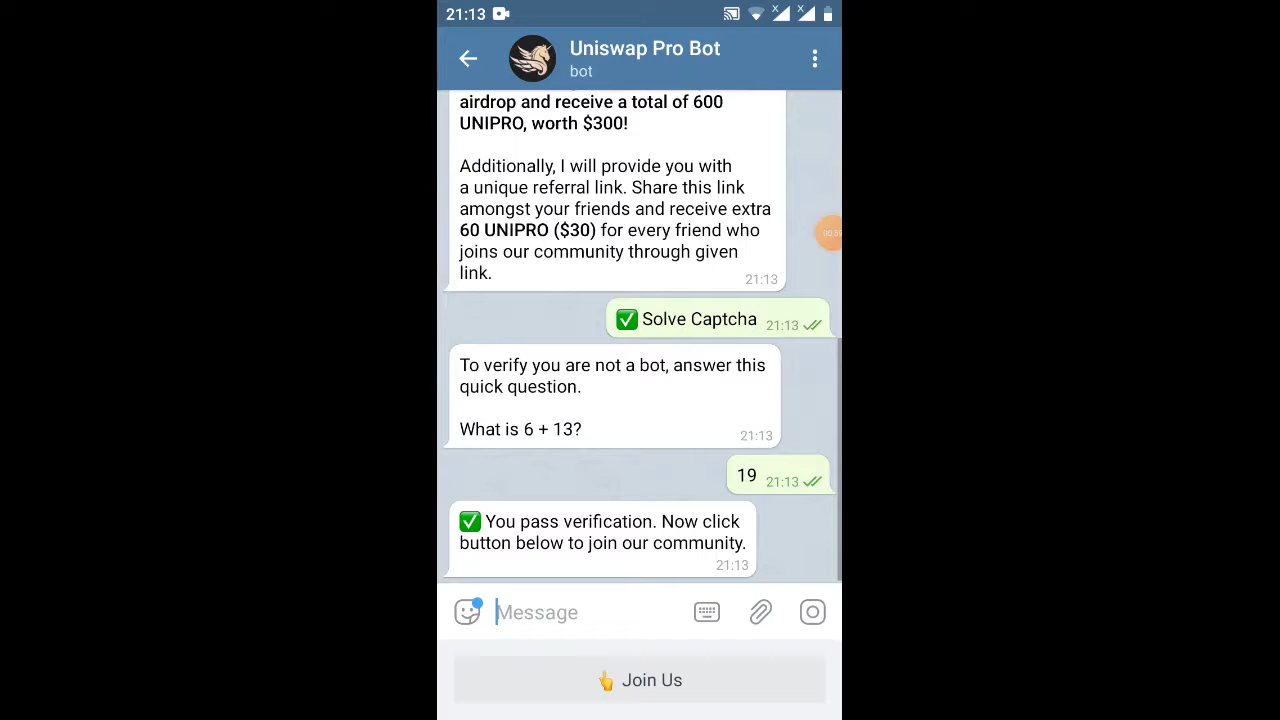 21:13
Uniswap Pro Bot
bot
airdrop and receive a total of 600
UNIPRO, worth $300!
Additionally, I will provide you with
a unique referral link. Share this link
amongst your friends and receive extra
60 UNIPRO ($30) for every friend who
joins our community through given
link.
21:13
✅ Solve Captcha 21:13
To verify you are not a bot, answer this
quick question.
What is 6 + 13?
21:13
19 21:13
✅ You pass verification. Now click
button below to join our community.
21:13
Message
👆 Join Us